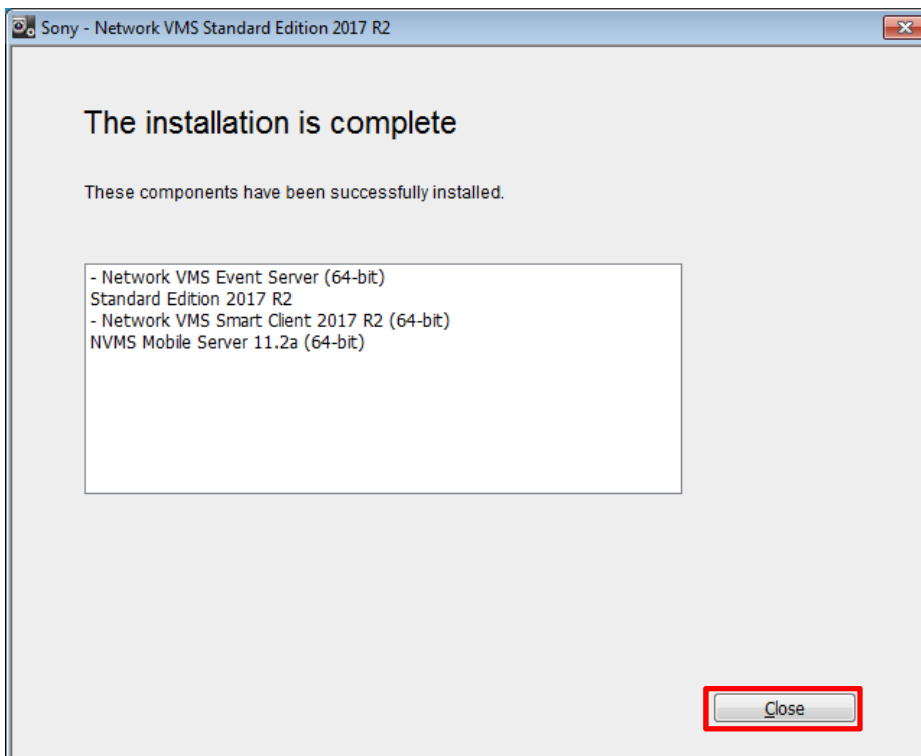 Sony - Network VMS Standard Edition 2017 R2
The installation is complete
These components have been successfully installed.
- Network VMS Event Server (64-bit)
Standard Edition 2017 R2
- Network VMS Smart Client 2017 R2 (64-bit)
NVMS Mobile Server 11.2a (64-bit)
Close